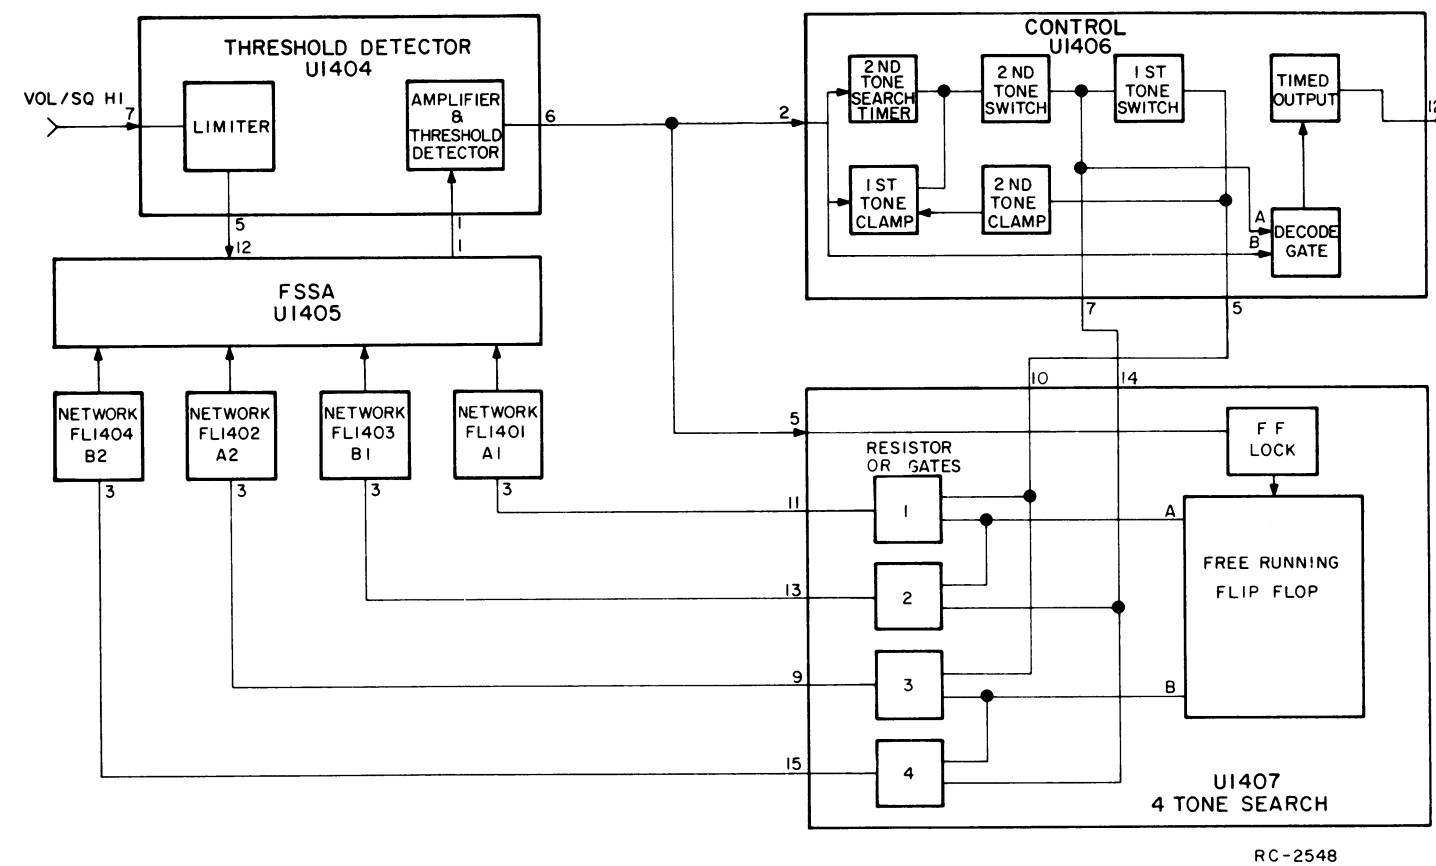 THRESHOLD DETECTOR
U1404
VOL/SQ HI
7
LIMITER
AMPLIFIER
&
THRESHOLD
DETECTOR
6
5
12
1
1
FSSA
U1405
NETWORK
FL1404
B2
3
NETWORK
FL1402
A2
3
NETWORK
FL1403
B1
3
NETWORK
FL1401
A1
3
CONTROL
U1406
2
2ND
TONE
SEARCH
TIMER
2ND
TONE
SWITCH
1ST
TONE
SWITCH
TIMED
OUTPUT
12
1ST
TONE
CLAMP
2ND
TONE
CLAMP
A
B
DECODE
GATE
7
5
10
14
5
FF
LOCK
RESISTOR
OR GATES
11
1
A
13
2
9
3
B
15
4
FREE RUNNING
FLIP FLOP
U1407
4 TONE SEARCH
RC-2548